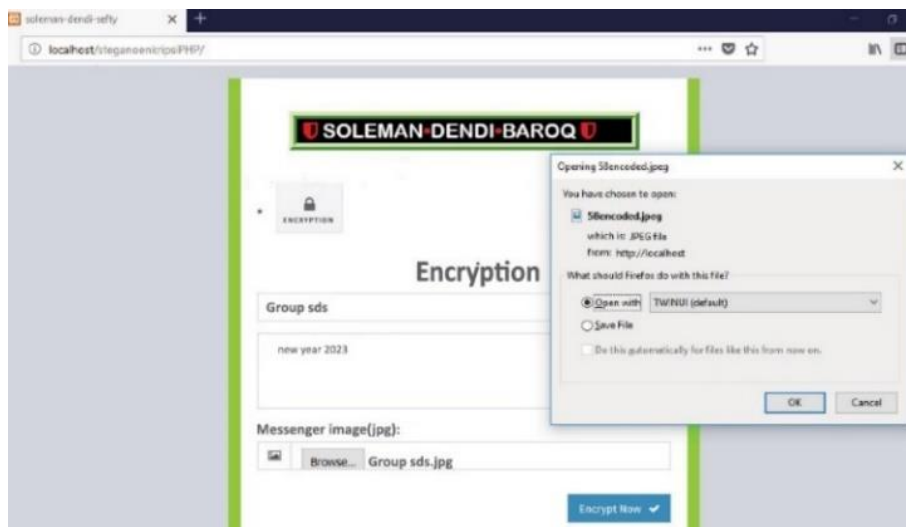 soleman-dendi-sefty
localhost/steganoenkripsiPHP/
SOLEMAN DENDI BAROQ
ENCRYPTION
Encryption
Group sds
new year 2023
Messenger image(jpg):
Browse... Group sds.jpg
Encrypt Now
Opening 58encoded.jpeg
You have chosen to open:
58encoded.jpeg
which is: JPEG file
from: http://localhost
What should Firefox do with this file?
Open with TWINUI (default)
Save File
Do this automatically for files like this from now on.
OK Cancel